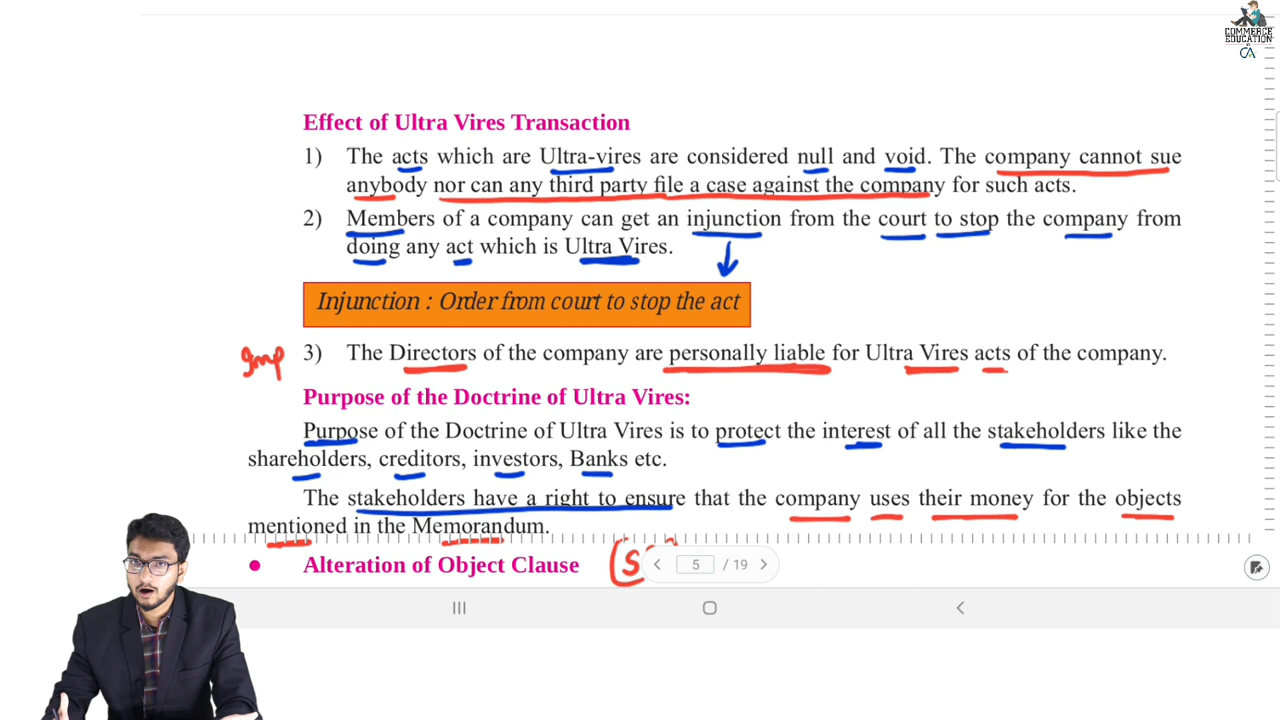 COMMERCE
EDUCATION
BY
CA
Effect of Ultra Vires Transaction
1) The acts which are Ultra-vires are considered null and void. The company cannot sue
anybody nor can any third party file a case against the company for such acts.
2) Members of a company can get an injunction from the court to stop the company from
doing any act which is Ultra Vires.
Injunction : Order from court to stop the act
Imp 3) The Directors of the company are personally liable for Ultra Vires acts of the company.
Purpose of the Doctrine of Ultra Vires:
Purpose of the Doctrine of Ultra Vires is to protect the interest of all the stakeholders like the
shareholders, creditors, investors, Banks etc.
The stakeholders have a right to ensure that the company uses their money for the objects
mentioned in the Memorandum.
• Alteration of Object Clause (S
5 / 19